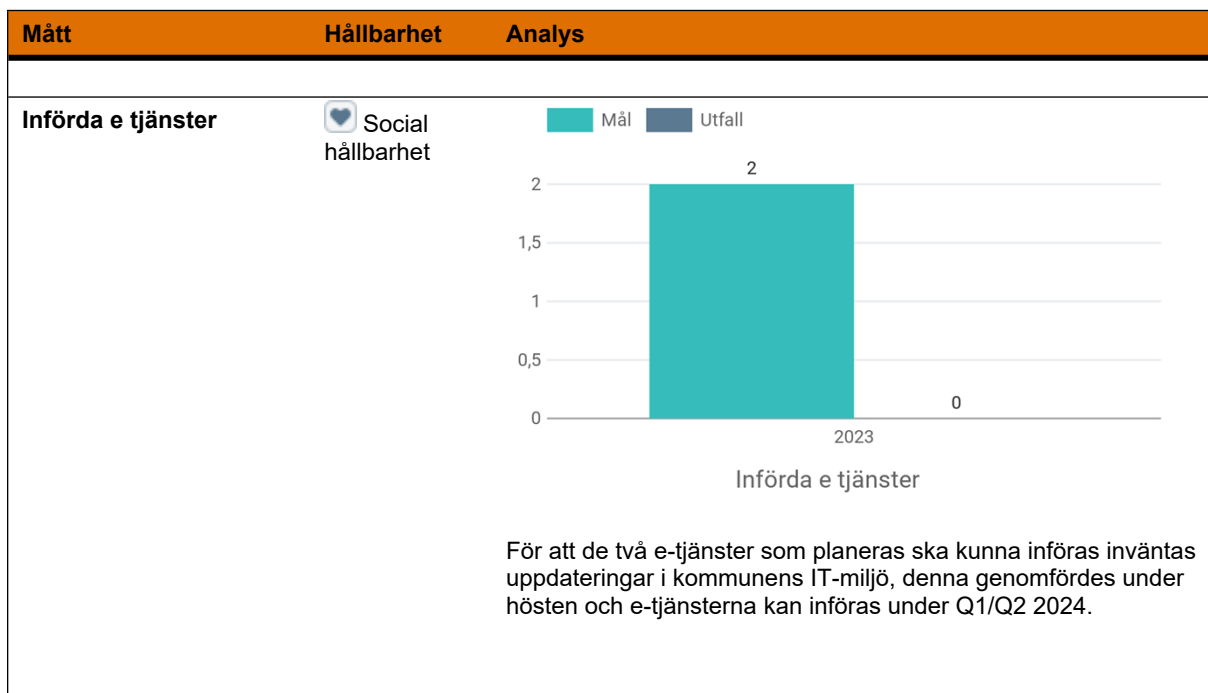 Mått Hållbarhet Analys
Införda e tjänster
Social
hållbarhet
Mål Utfall
2
2
1,5
1
0,5
0
0
2023
Införda e tjänster
För att de två e-tjänster som planeras ska kunna införas inväntas
uppdateringar i kommunens IT-miljö, denna genomfördes under
hösten och e-tjänsterna kan införas under Q1/Q2 2024.